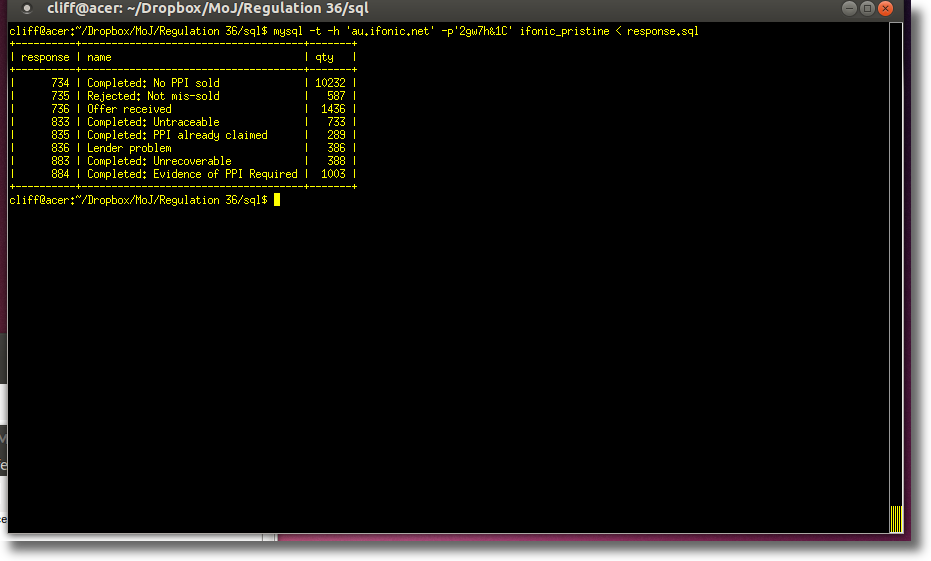 cliff@acer: ~/Dropbox/MoJ/Regulation 36/sql
cliff@acer:~/Dropbox/MoJ/Regulation 36/sql$ mysql -t -h 'au.ifonic.net' -p'2gw7h&1C' ifonic_pristine < response.sql
+----------+----------------------------------+-------+
| response | name                             | qty   |
+----------+----------------------------------+-------+
|      734 | Completed: No PPI sold           | 10232 |
|      735 | Rejected: Not mis-sold           |   587 |
|      736 | Offer received                   |  1436 |
|      833 | Completed: Untraceable           |   733 |
|      835 | Completed: PPI already claimed   |   289 |
|      836 | Lender problem                   |   386 |
|      883 | Completed: Unrecoverable         |   388 |
|      884 | Completed: Evidence of PPI Required |  1003 |
+----------+----------------------------------+-------+
cliff@acer:~/Dropbox/MoJ/Regulation 36/sql$